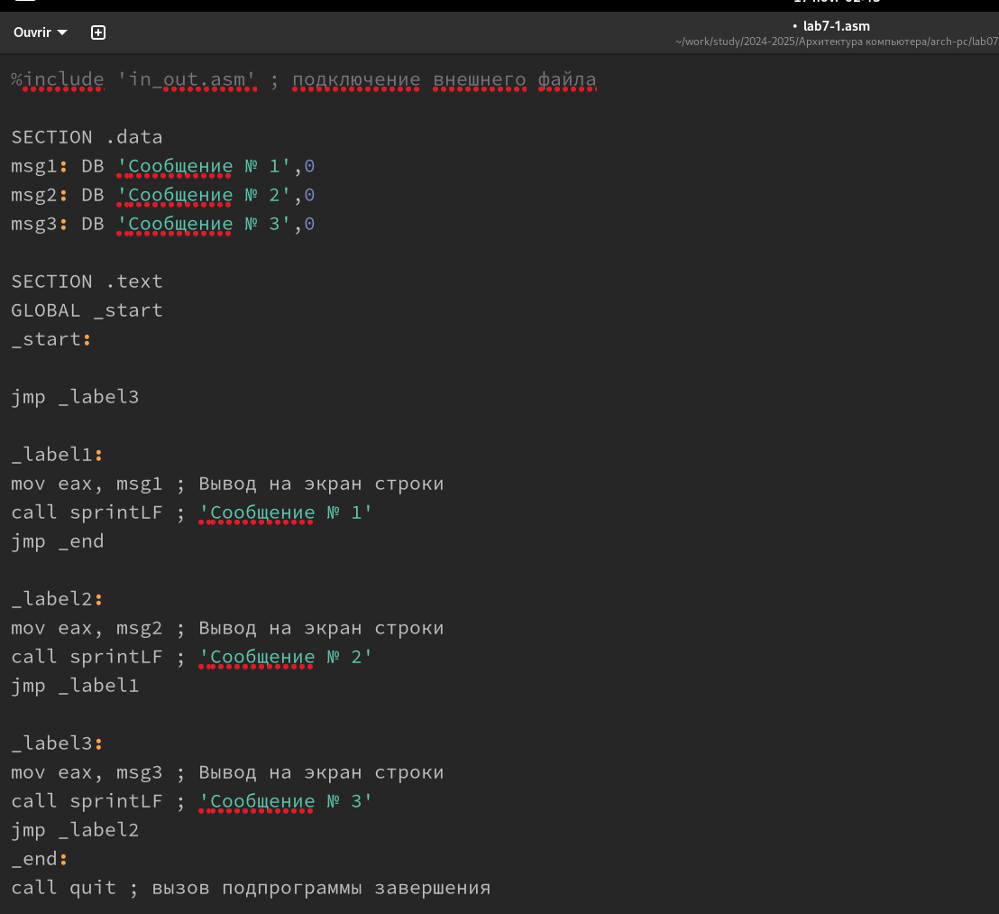 Ouvrir
• lab7-1.asm
~/work/study/2024-2025/Архитектура компьютера/arch-pc/lab07
%include 'in_out.asm' ; подключение внешнего файла
SECTION .data
msg1: DB 'Сообщение № 1',0
msg2: DB 'Сообщение № 2',0
msg3: DB 'Сообщение № 3',0
SECTION .text
GLOBAL _start
_start:
jmp _label3
_label1:
mov eax, msg1 ; Вывод на экран строки
call sprintLF ; 'Сообщение № 1'
jmp _end
_label2:
mov eax, msg2 ; Вывод на экран строки
call sprintLF ; 'Сообщение № 2'
jmp _label1
_label3:
mov eax, msg3 ; Вывод на экран строки
call sprintLF ; 'Сообщение № 3'
jmp _label2
_end:
call quit ; вызов подпрограммы завершения